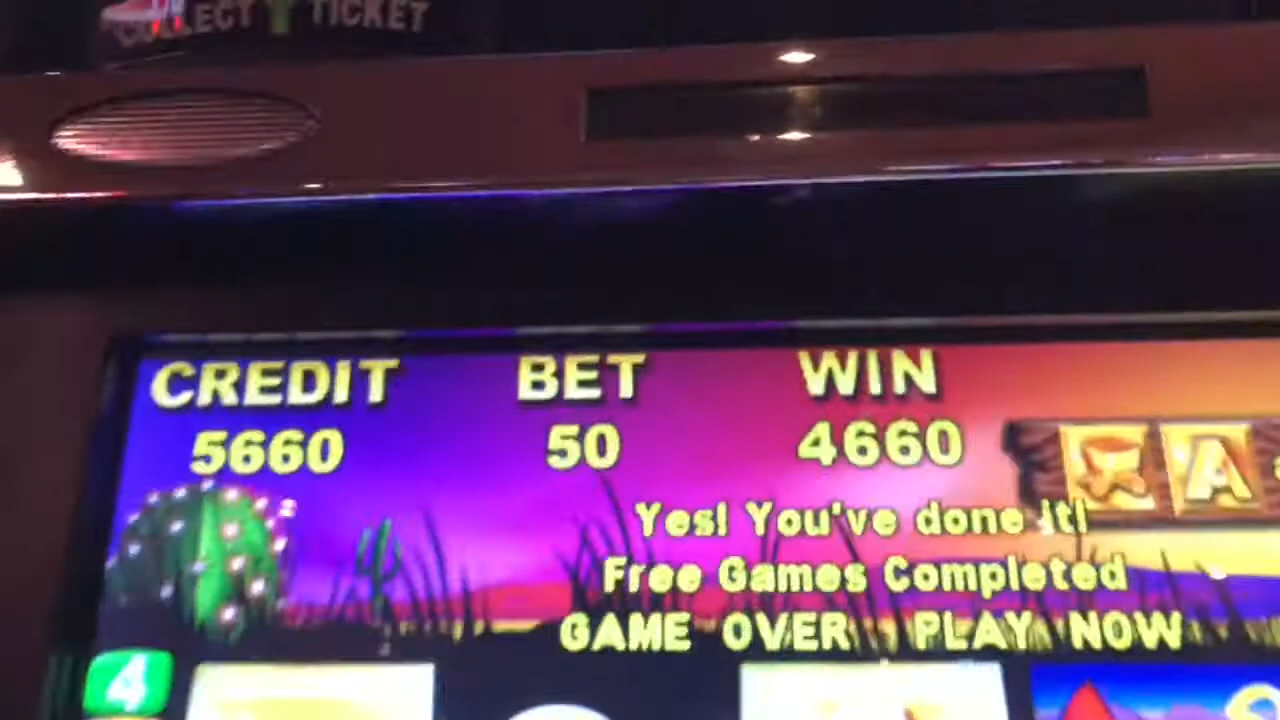 COLLECT TICKET
CREDIT BET WIN
5660 50 4660
A
Yes! You've done it!
Free Games Completed
GAME OVER PLAY NOW
4